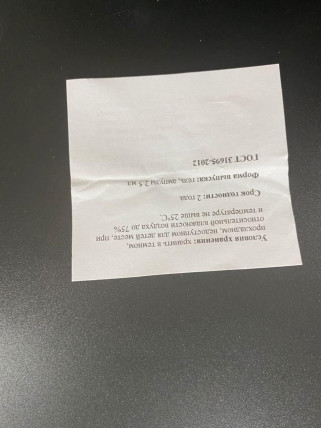 Условия хранения: хранить в темном,
прохладном, недоступном для детей месте, при
относительной влажности воздуха до 75%
и температуре не выше 25°С.
Срок годности: 2 года
Форма выпуска: гель, ампулы 2.5 мл
ГОСТ 31695-2012